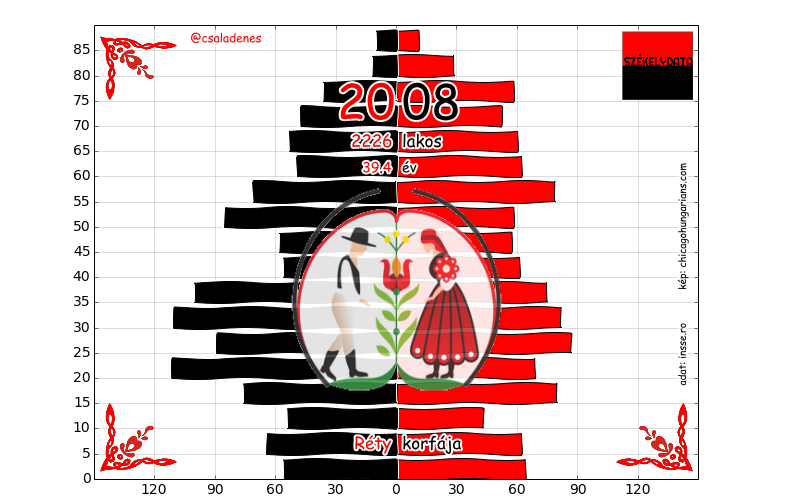 @csaladenes
SZÉKELYDATA
2008
2226 lakos
39.4 év
kép: chicagohungarians.com
adat: insse.ro
Réty korfája
85
80
75
70
65
60
55
50
45
40
35
30
25
20
15
10
5
0
120 90 60 30 0 30 60 90 120